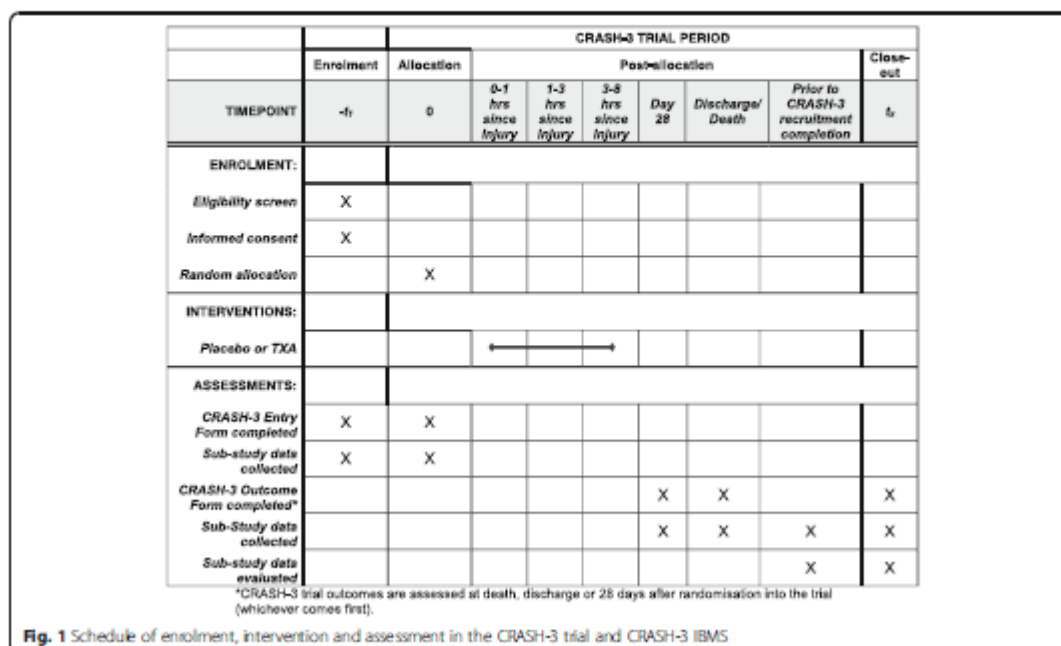 CRASH-3 TRIAL PERIOD
Enrolment Allocation Post-allocation Close-
out
TIMEPOINT -t₁ 0 0-1
hrs
since
Injury 1-3
hrs
since
Injury 3-8
hrs
since
Injury Day
28 Discharge/
Death Prior to
CRASH-3
recruitment
completion tₓ
ENROLMENT:
Eligibility screen X
Informed consent X
Random allocation X
INTERVENTIONS:
Placebo or TXA
ASSESSMENTS:
CRASH-3 Entry
Form completed X X
Sub-study data
collected X X
CRASH-3 Outcome
Form completed* X X X
Sub-Study data
collected X X X X
Sub-study data
evaluated X X
*CRASH-3 trial outcomes are assessed at death, discharge or 28 days after randomisation into the trial
(whichever comes first).
Fig. 1 Schedule of enrolment, intervention and assessment in the CRASH-3 trial and CRASH-3 IBMS